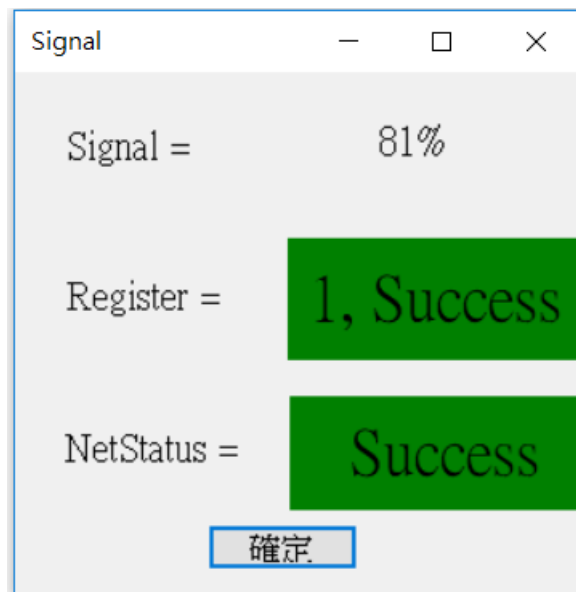 Signal
Signal = 81%
Register = 1, Success
NetStatus = Success
確定